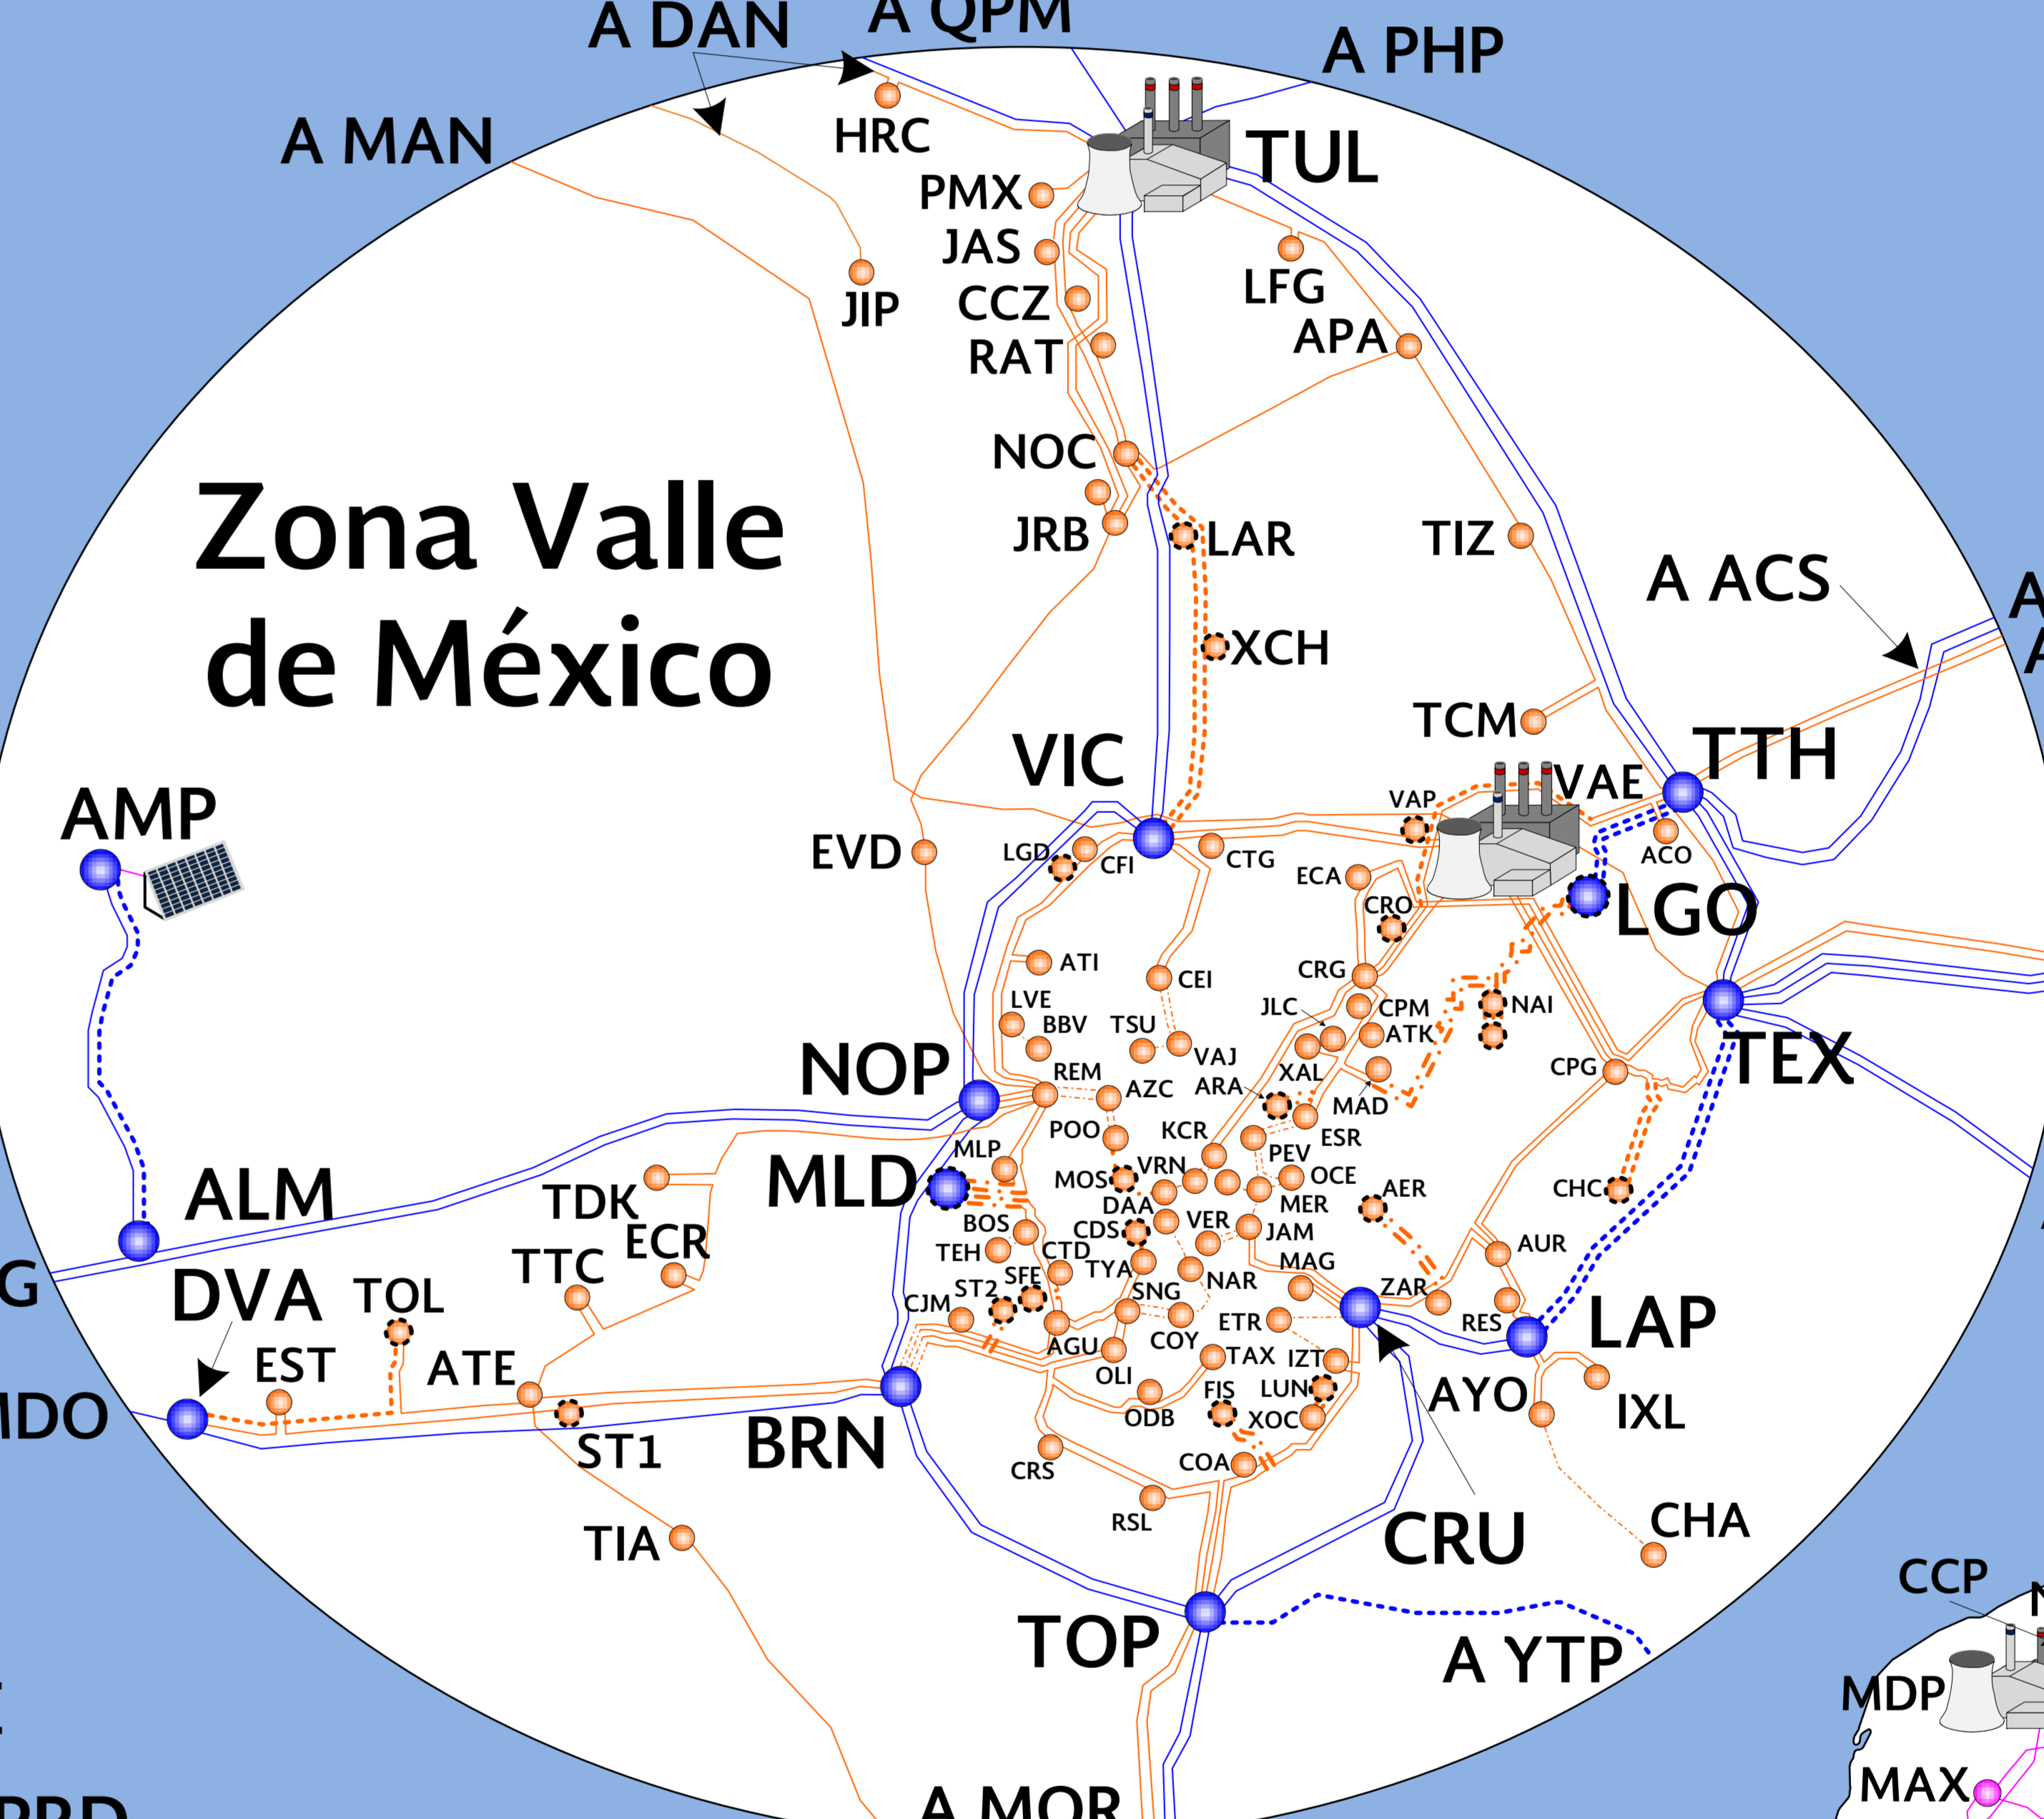 A DAN
A QPM
A PHP
A MAN
HRC
TUL
PMX
JAS
LFG
JIP
CCZ
RAT
APA
NOC
Zona Valle
de México
JRB
LAR
TIZ
A ACS
XCH
TCM
VIC
TTH
VAE
VAP
AMP
EVD
LGD
CFI
CTG
ACO
ECA
CRO
LGO
ATI
CEI
CRG
LVE
BBV
TSU
VAJ
JLC
CPM
ATK
NAI
NOP
REM
AZC
ARA
XAL
MAD
CPG
TEX
POO
KCR
ESR
MLP
PEV
MLD
MOS
VRN
OCE
ALM
TDK
AER
CHC
DAA
MER
BOS
CDS
VER
JAM
TEH
CTD
TYA
ECR
TTC
AUR
G
DVA
TOL
SFE
ST2
SNG
NAR
MAG
ZAR
CJM
ETR
RES
LAP
AGU
COY
EST
ATE
OLI
TAX
IZT
MDO
FIS
LUN
AYO
IXL
ODB
XOC
BRN
ST1
CRS
COA
RSL
CRU
CHA
TIA
CCP
TOP
A YTP
MDP
MAX
A MOR